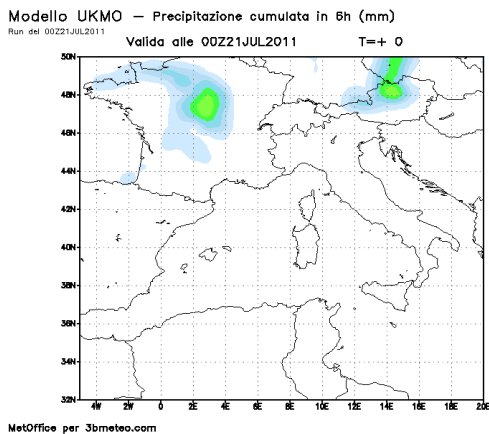 Modello UKMO – Precipitazione cumulata in 6h (mm)
Run del 00Z21JUL2011
Valida alle 00Z21JUL2011 T=+ 0
50N
48N
46N
44N
42N
40N
38N
36N
34N
32N
4W 2W 0 2E 4E 6E 8E 10E 12E 14E 16E 18E 20E
MetOffice per 3bmeteo.com